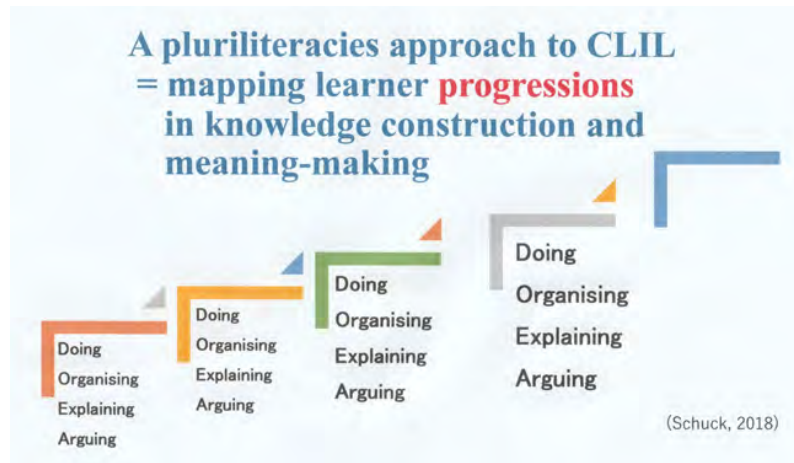 A pluriliteracies approach to CLIL
= mapping learner progressions
in knowledge construction and
meaning-making
Doing
Organising
Explaining
Arguing
Doing
Organising
Explaining
Arguing
Doing
Organising
Explaining
Arguing
Doing
Organising
Explaining
Arguing
(Schuck, 2018)